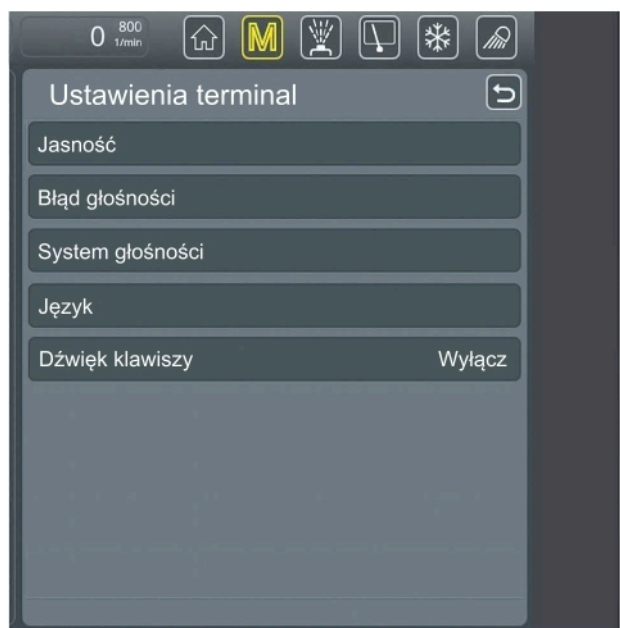 0 800 1/min M
Ustawienia terminal
Jasność
Błąd głośności
System głośności
Język
Dźwięk klawiszy Wyłącz